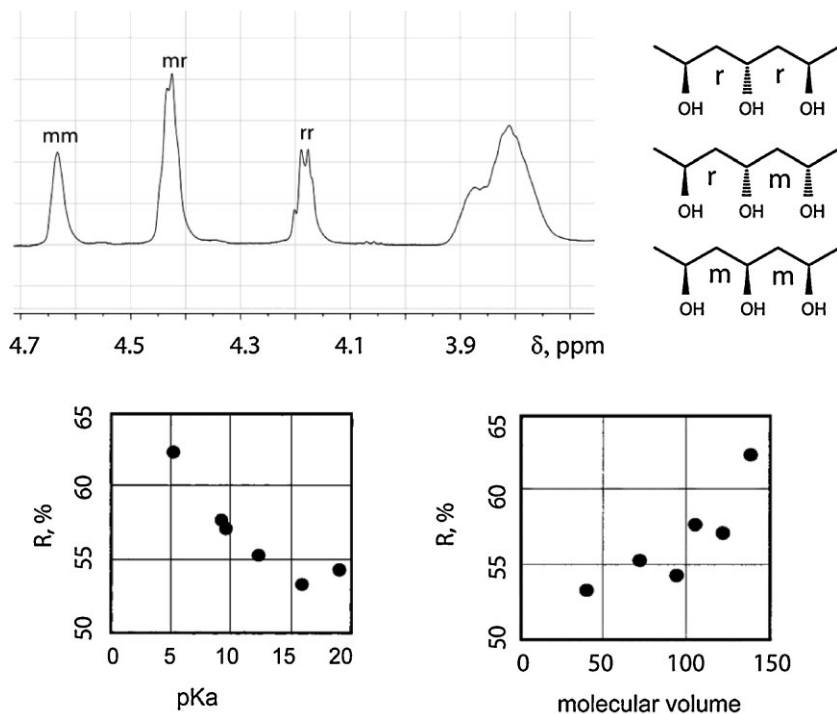 mm
mr
rr
4.7 4.5 4.3 4.1 3.9 δ, ppm
r r
OH OH OH
r m
OH OH OH
m m
OH OH OH
65
60
55
50
R, %
0 5 10 15 20
pKa
65
60
55
50
R, %
0 50 100 150
molecular volume